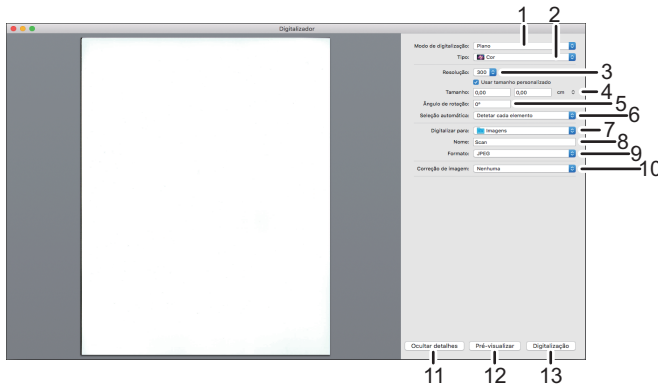 Digitalizador
1
2
Modo de digitalização: Plano
Tipo: Cor
Resolução: 300
3
Usar tamanho personalizado
Tamanho: 0,00 0,00 cm
4
Ângulo de rotação: 0°
5
Seleção automática: Detetar cada elemento
6
Digitalizar para: Imagens
7
Nome: Scan
8
Formato: JPEG
9
Correção de imagem: Nenhuma
10
Ocultar detalhes Pré-visualizar Digitalização
11 12 13